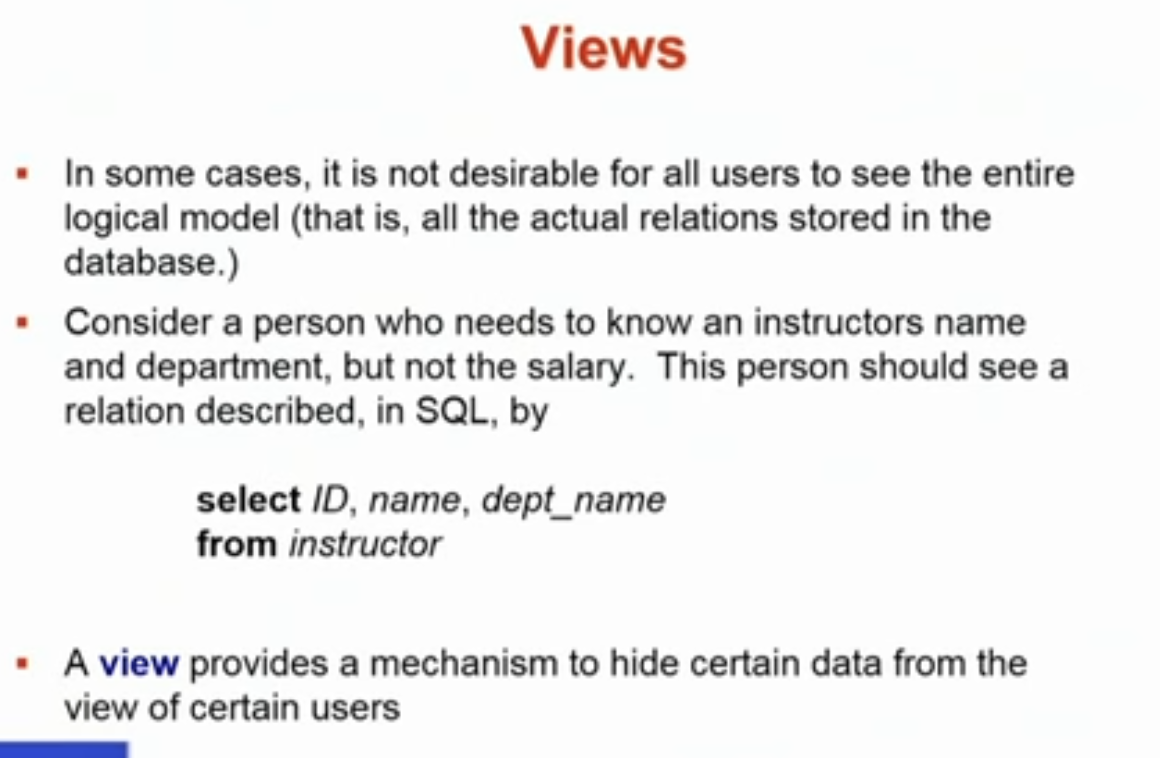 Views
In some cases, it is not desirable for all users to see the entire
logical model (that is, all the actual relations stored in the
database.)
Consider a person who needs to know an instructors name
and department, but not the salary.  This person should see a
relation described, in SQL, by
select ID, name, dept_name
from instructor
A view provides a mechanism to hide certain data from the
view of certain users